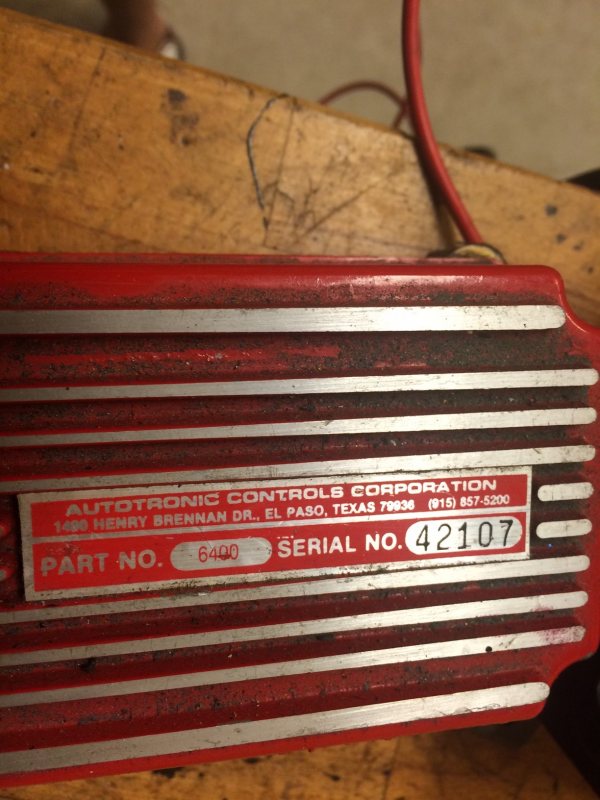 AUTOTRONIC CONTROLS CORPORATION
1490 HENRY BRENNAN DR., EL PASO, TEXAS 79936 (915) 857-5200
PART NO. 6400 SERIAL NO. 42107